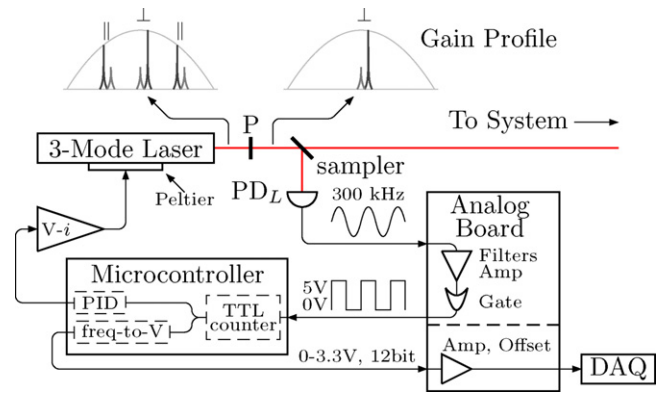 || ⊥ ||
⊥
Gain Profile
P
To System
3-Mode Laser
sampler
Peltier
PD_L
300 kHz
Analog
Board
V-i
Filters
Amp
Microcontroller
5V
0V
Gate
PID
TTL
counter
freq-to-V
0-3.3V, 12bit
Amp, Offset
DAQ